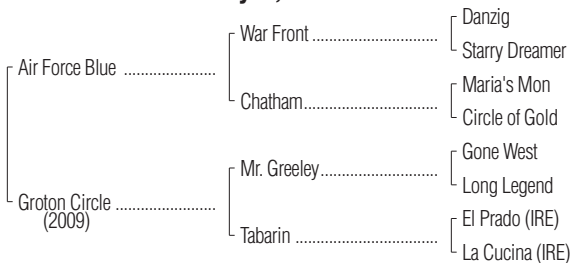 War Front ..............................
Danzig
Starry Dreamer
Air Force Blue ......................
Chatham................................
Maria's Mon
Circle of Gold
Mr. Greeley............................
Gone West
Long Legend
Groton Circle ........................
(2009)
Tabarin ..................................
El Prado (IRE)
La Cucina (IRE)